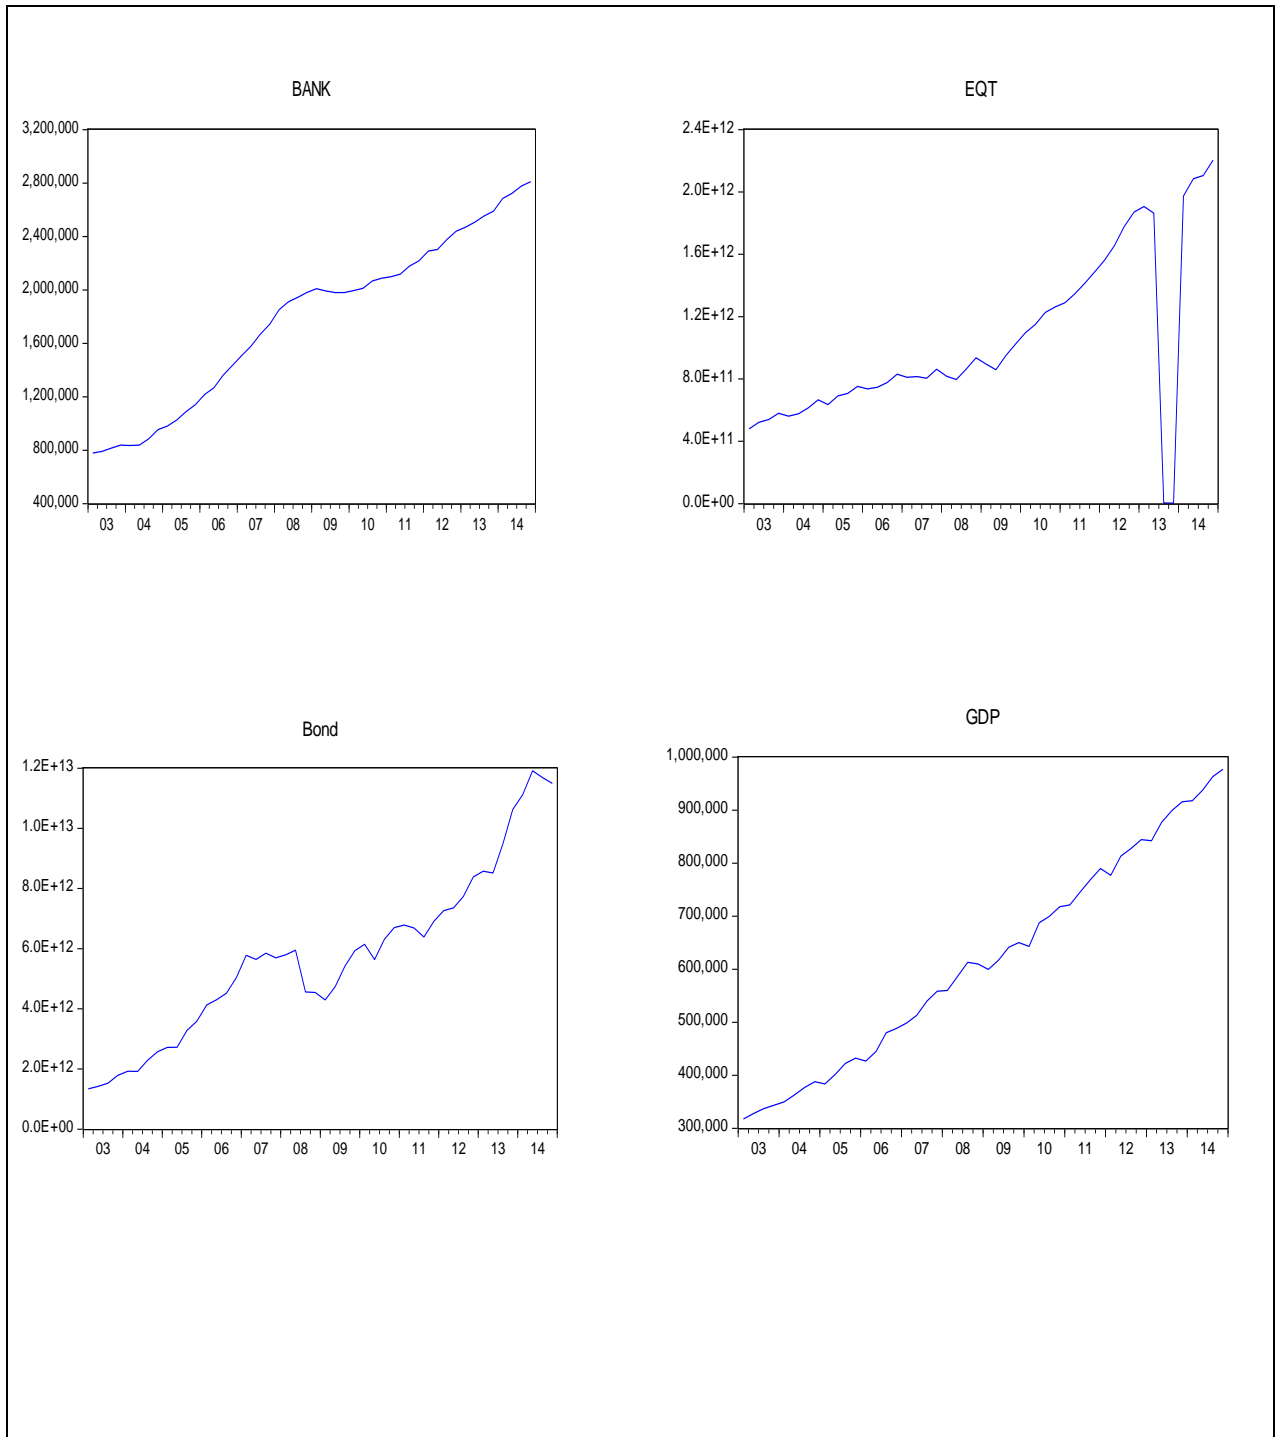 BANK
3,200,000
2,800,000
2,400,000
2,000,000
1,600,000
1,200,000
800,000
400,000
03 04 05 06 07 08 09 10 11 12 13 14
EQT
2.4E+12
2.0E+12
1.6E+12
1.2E+12
8.0E+11
4.0E+11
0.0E+00
03 04 05 06 07 08 09 10 11 12 13 14
Bond
1.2E+13
1.0E+13
8.0E+12
6.0E+12
4.0E+12
2.0E+12
0.0E+00
03 04 05 06 07 08 09 10 11 12 13 14
GDP
1,000,000
900,000
800,000
700,000
600,000
500,000
400,000
300,000
03 04 05 06 07 08 09 10 11 12 13 14